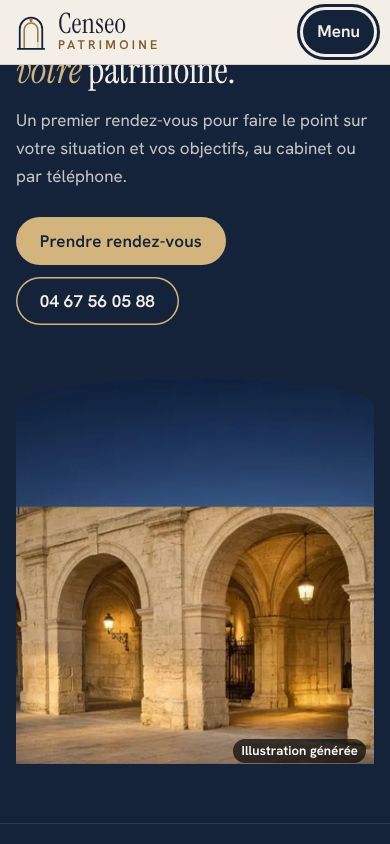 Censeo
PATRIMOINE
Menu
votre patrimoine.
Un premier rendez-vous pour faire le point sur
votre situation et vos objectifs, au cabinet ou
par téléphone.
Prendre rendez-vous
04 67 56 05 88
Illustration générée